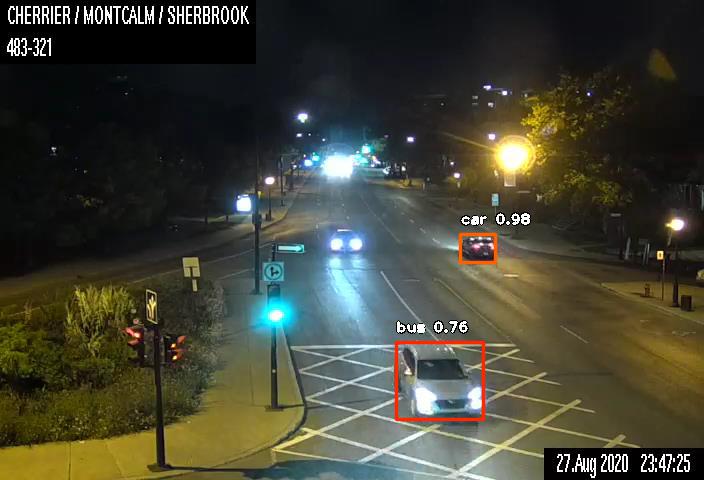 CHERRIER / MONTCALM / SHERBROOK
483-321
car 0.98
bus 0.76
27.Aug 2020 23:47:25